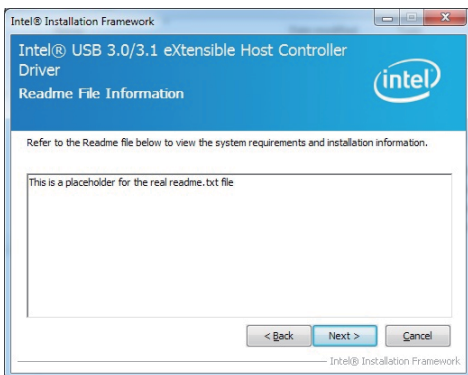 Intel® Installation Framework
Intel® USB 3.0/3.1 eXtensible Host Controller
Driver
Readme File Information
intel
Refer to the Readme file below to view the system requirements and installation information.
This is a placeholder for the real readme.txt file
< Back
Next >
Cancel
Intel® Installation Framework